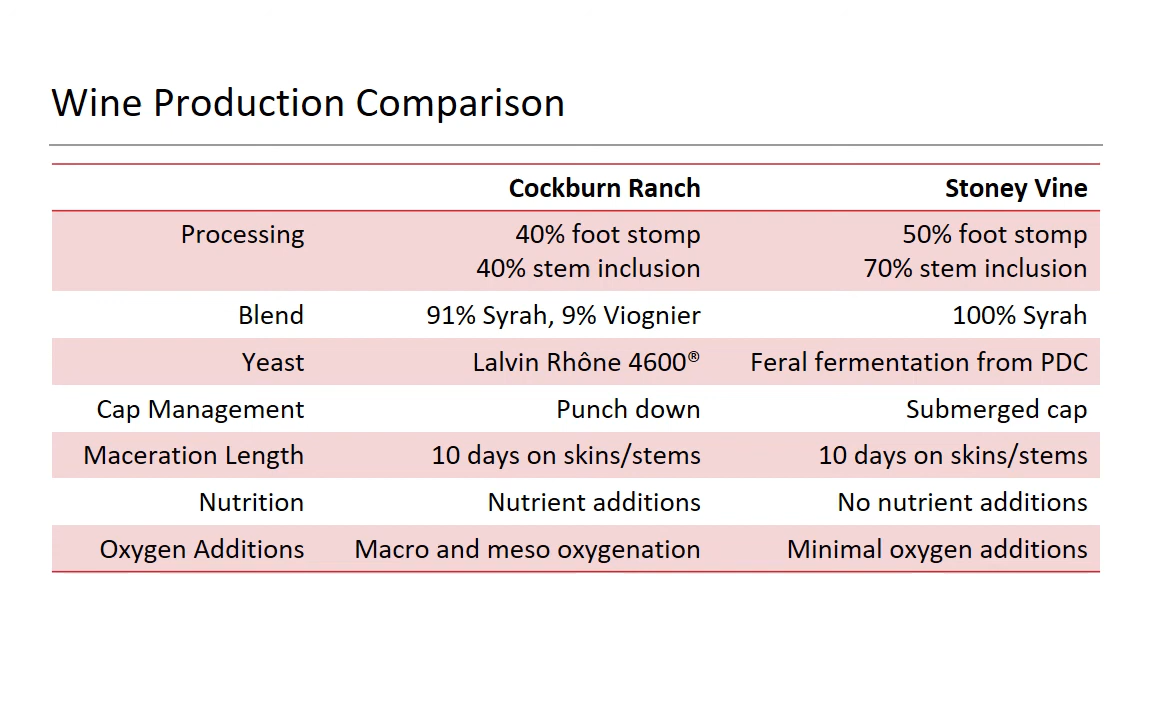 Wine Production Comparison
Cockburn Ranch Stoney Vine
Processing 40% foot stomp 50% foot stomp
40% stem inclusion 70% stem inclusion
Blend 91% Syrah, 9% Viognier 100% Syrah
Yeast Lalvin Rhône 4600® Feral fermentation from PDC
Cap Management Punch down Submerged cap
Maceration Length 10 days on skins/stems 10 days on skins/stems
Nutrition Nutrient additions No nutrient additions
Oxygen Additions Macro and meso oxygenation Minimal oxygen additions